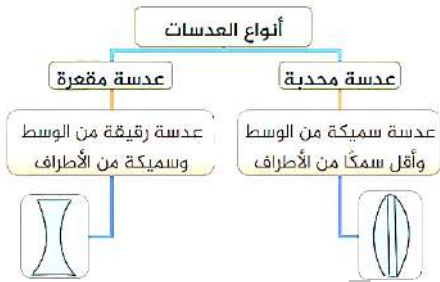 أنواع العدسات
عدسة محدبة
عدسة مقعرة
عدسة سميكة من الوسط
وأقل سمكًا من الأطراف
عدسة رقيقة من الوسط
وسميكة من الأطراف